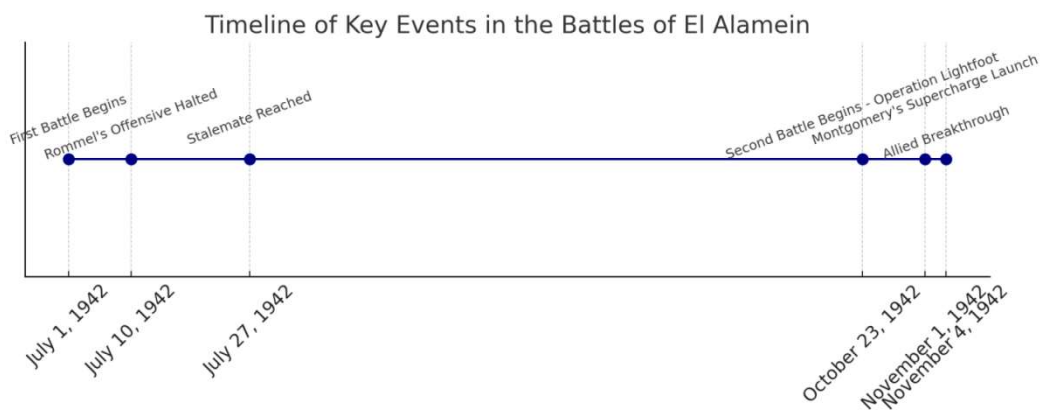 Timeline of Key Events in the Battles of El Alamein
First Battle Begins
Rommel's Offensive Halted
Stalemate Reached
Second Battle Begins - Operation Lightfoot
Montgomery's Supercharge Launch
Allied Breakthrough
July 1, 1942
July 10, 1942
July 27, 1942
October 23, 1942
November 1, 1942
November 4, 1942